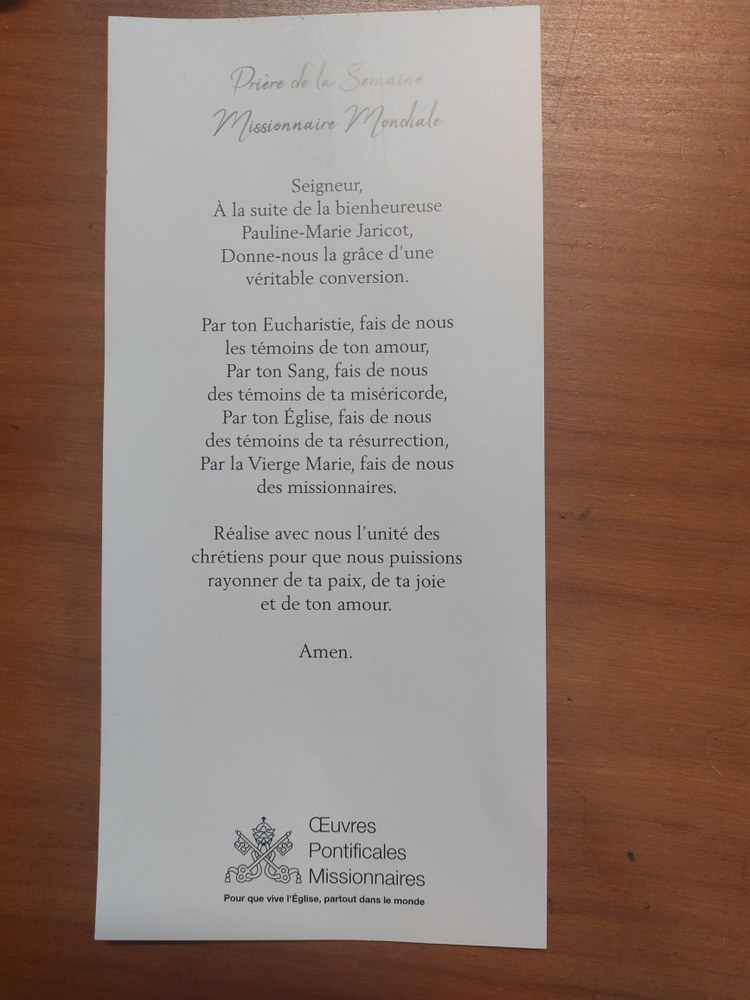 Prière de la Semaine
Missionnaire Mondiale
Seigneur,
À la suite de la bienheureuse
Pauline-Marie Jaricot,
Donne-nous la grâce d'une
véritable conversion.
Par ton Eucharistie, fais de nous
les témoins de ton amour,
Par ton Sang, fais de nous
des témoins de ta miséricorde,
Par ton Église, fais de nous
des témoins de ta résurrection,
Par la Vierge Marie, fais de nous
des missionnaires.
Réalise avec nous l'unité des
chrétiens pour que nous puissions
rayonner de ta paix, de ta joie
et de ton amour.
Amen.
Œuvres
Pontificales
Missionnaires
Pour que vive l'Église, partout dans le monde